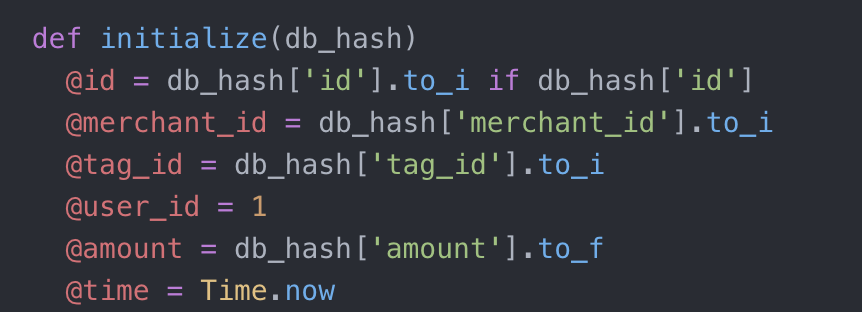 def initialize(db_hash)
  @id = db_hash['id'].to_i if db_hash['id']
  @merchant_id = db_hash['merchant_id'].to_i
  @tag_id = db_hash['tag_id'].to_i
  @user_id = 1
  @amount = db_hash['amount'].to_f
  @time = Time.now